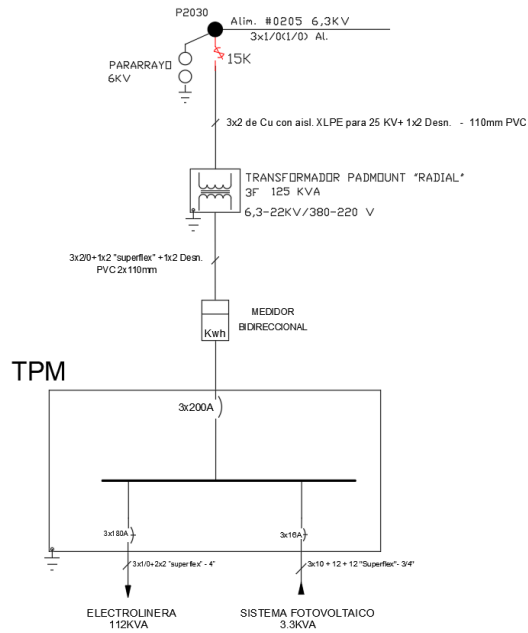 P2030
Alim. #0205 6,3KV
3x1/0(1/0) Al.
15K
PARARRAYO
6KV
3x2 de Cu con aisl. XLPE para 25 KV+ 1x2 Desn. - 110mm PVC
TRANSFORMADOR PADMOUNT "RADIAL"
3F 125 KVA
6,3-22KV/380-220 V
3x2/0+1x2 "superflex" +1x2 Desn.
PVC 2x110mm
MEDIDOR
BIDIRECCIONAL
Kwh
TPM
3x200A
3x180A
3x16A
3x1/0+2x2 "superflex" - 4"
3x10 + 12 + 12 "Superflex"- 3/4"
ELECTROLINERA
112KVA
SISTEMA FOTOVOLTAICO
3.3KVA